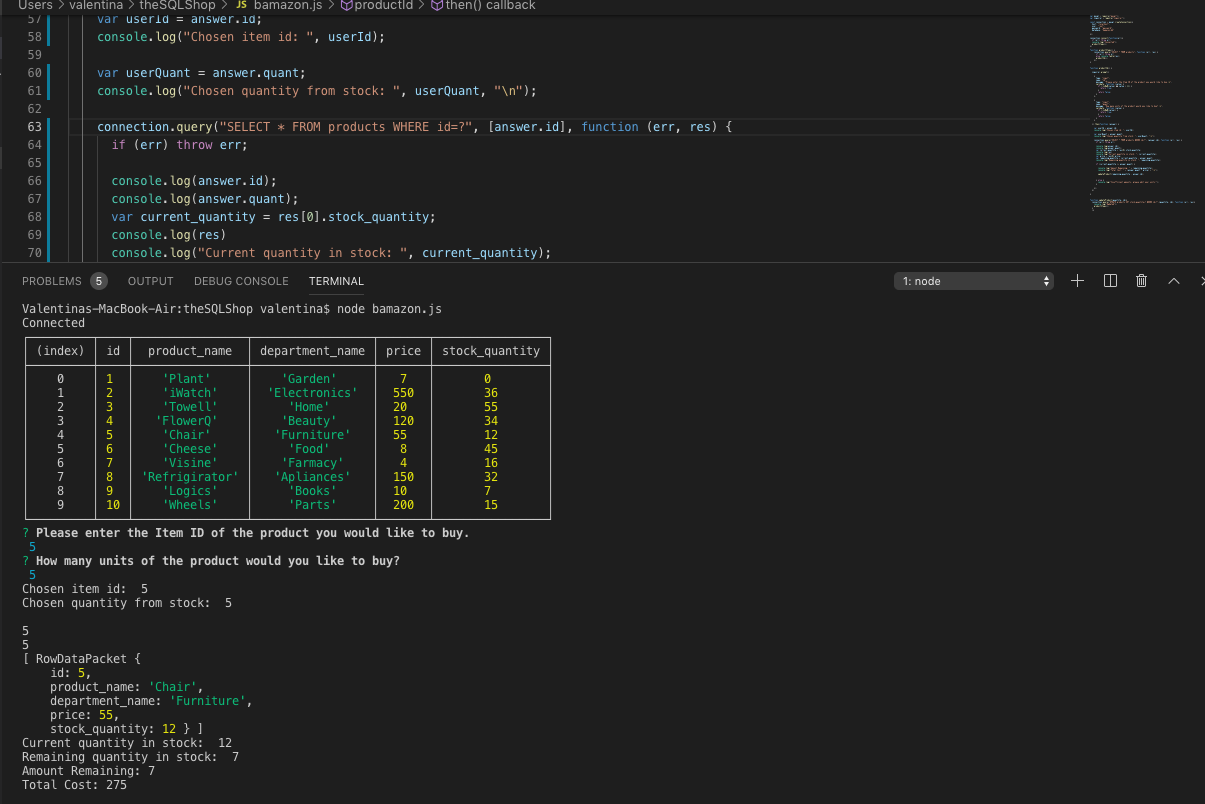 Users > valentina > theSQLShop > JS bamazon.js > productId > then() callback
57 var userId = answer.id;
58 console.log("Chosen item id: ", userId);
59
60 var userQuant = answer.quant;
61 console.log("Chosen quantity from stock: ", userQuant, "\n");
62
63 connection.query("SELECT * FROM products WHERE id=?", [answer.id], function (err, res) {
64 if (err) throw err;
65
66 console.log(answer.id);
67 console.log(answer.quant);
68 var current_quantity = res[0].stock_quantity;
69 console.log(res)
70 console.log("Current quantity in stock: ", current_quantity);
PROBLEMS 5 OUTPUT DEBUG CONSOLE TERMINAL 1: node
Valentinas-MacBook-Air:theSQLShop valentina$ node bamazon.js
Connected
(index) id product_name department_name price stock_quantity
0 1 'Plant' 'Garden' 7 0
1 2 'iWatch' 'Electronics' 550 36
2 3 'Towell' 'Home' 20 55
3 4 'FlowerQ' 'Beauty' 120 34
4 5 'Chair' 'Furniture' 55 12
5 6 'Cheese' 'Food' 8 45
6 7 'Visine' 'Farmacy' 4 16
7 8 'Refrigirator' 'Apliances' 150 32
8 9 'Logics' 'Books' 10 7
9 10 'Wheels' 'Parts' 200 15
? Please enter the Item ID of the product you would like to buy.
5
? How many units of the product would you like to buy?
5
Chosen item id:  5
Chosen quantity from stock:  5
5
5
[ RowDataPacket {
id: 5,
product_name: 'Chair',
department_name: 'Furniture',
price: 55,
stock_quantity: 12 } ]
Current quantity in stock:  12
Remaining quantity in stock:  7
Amount Remaining: 7
Total Cost: 275